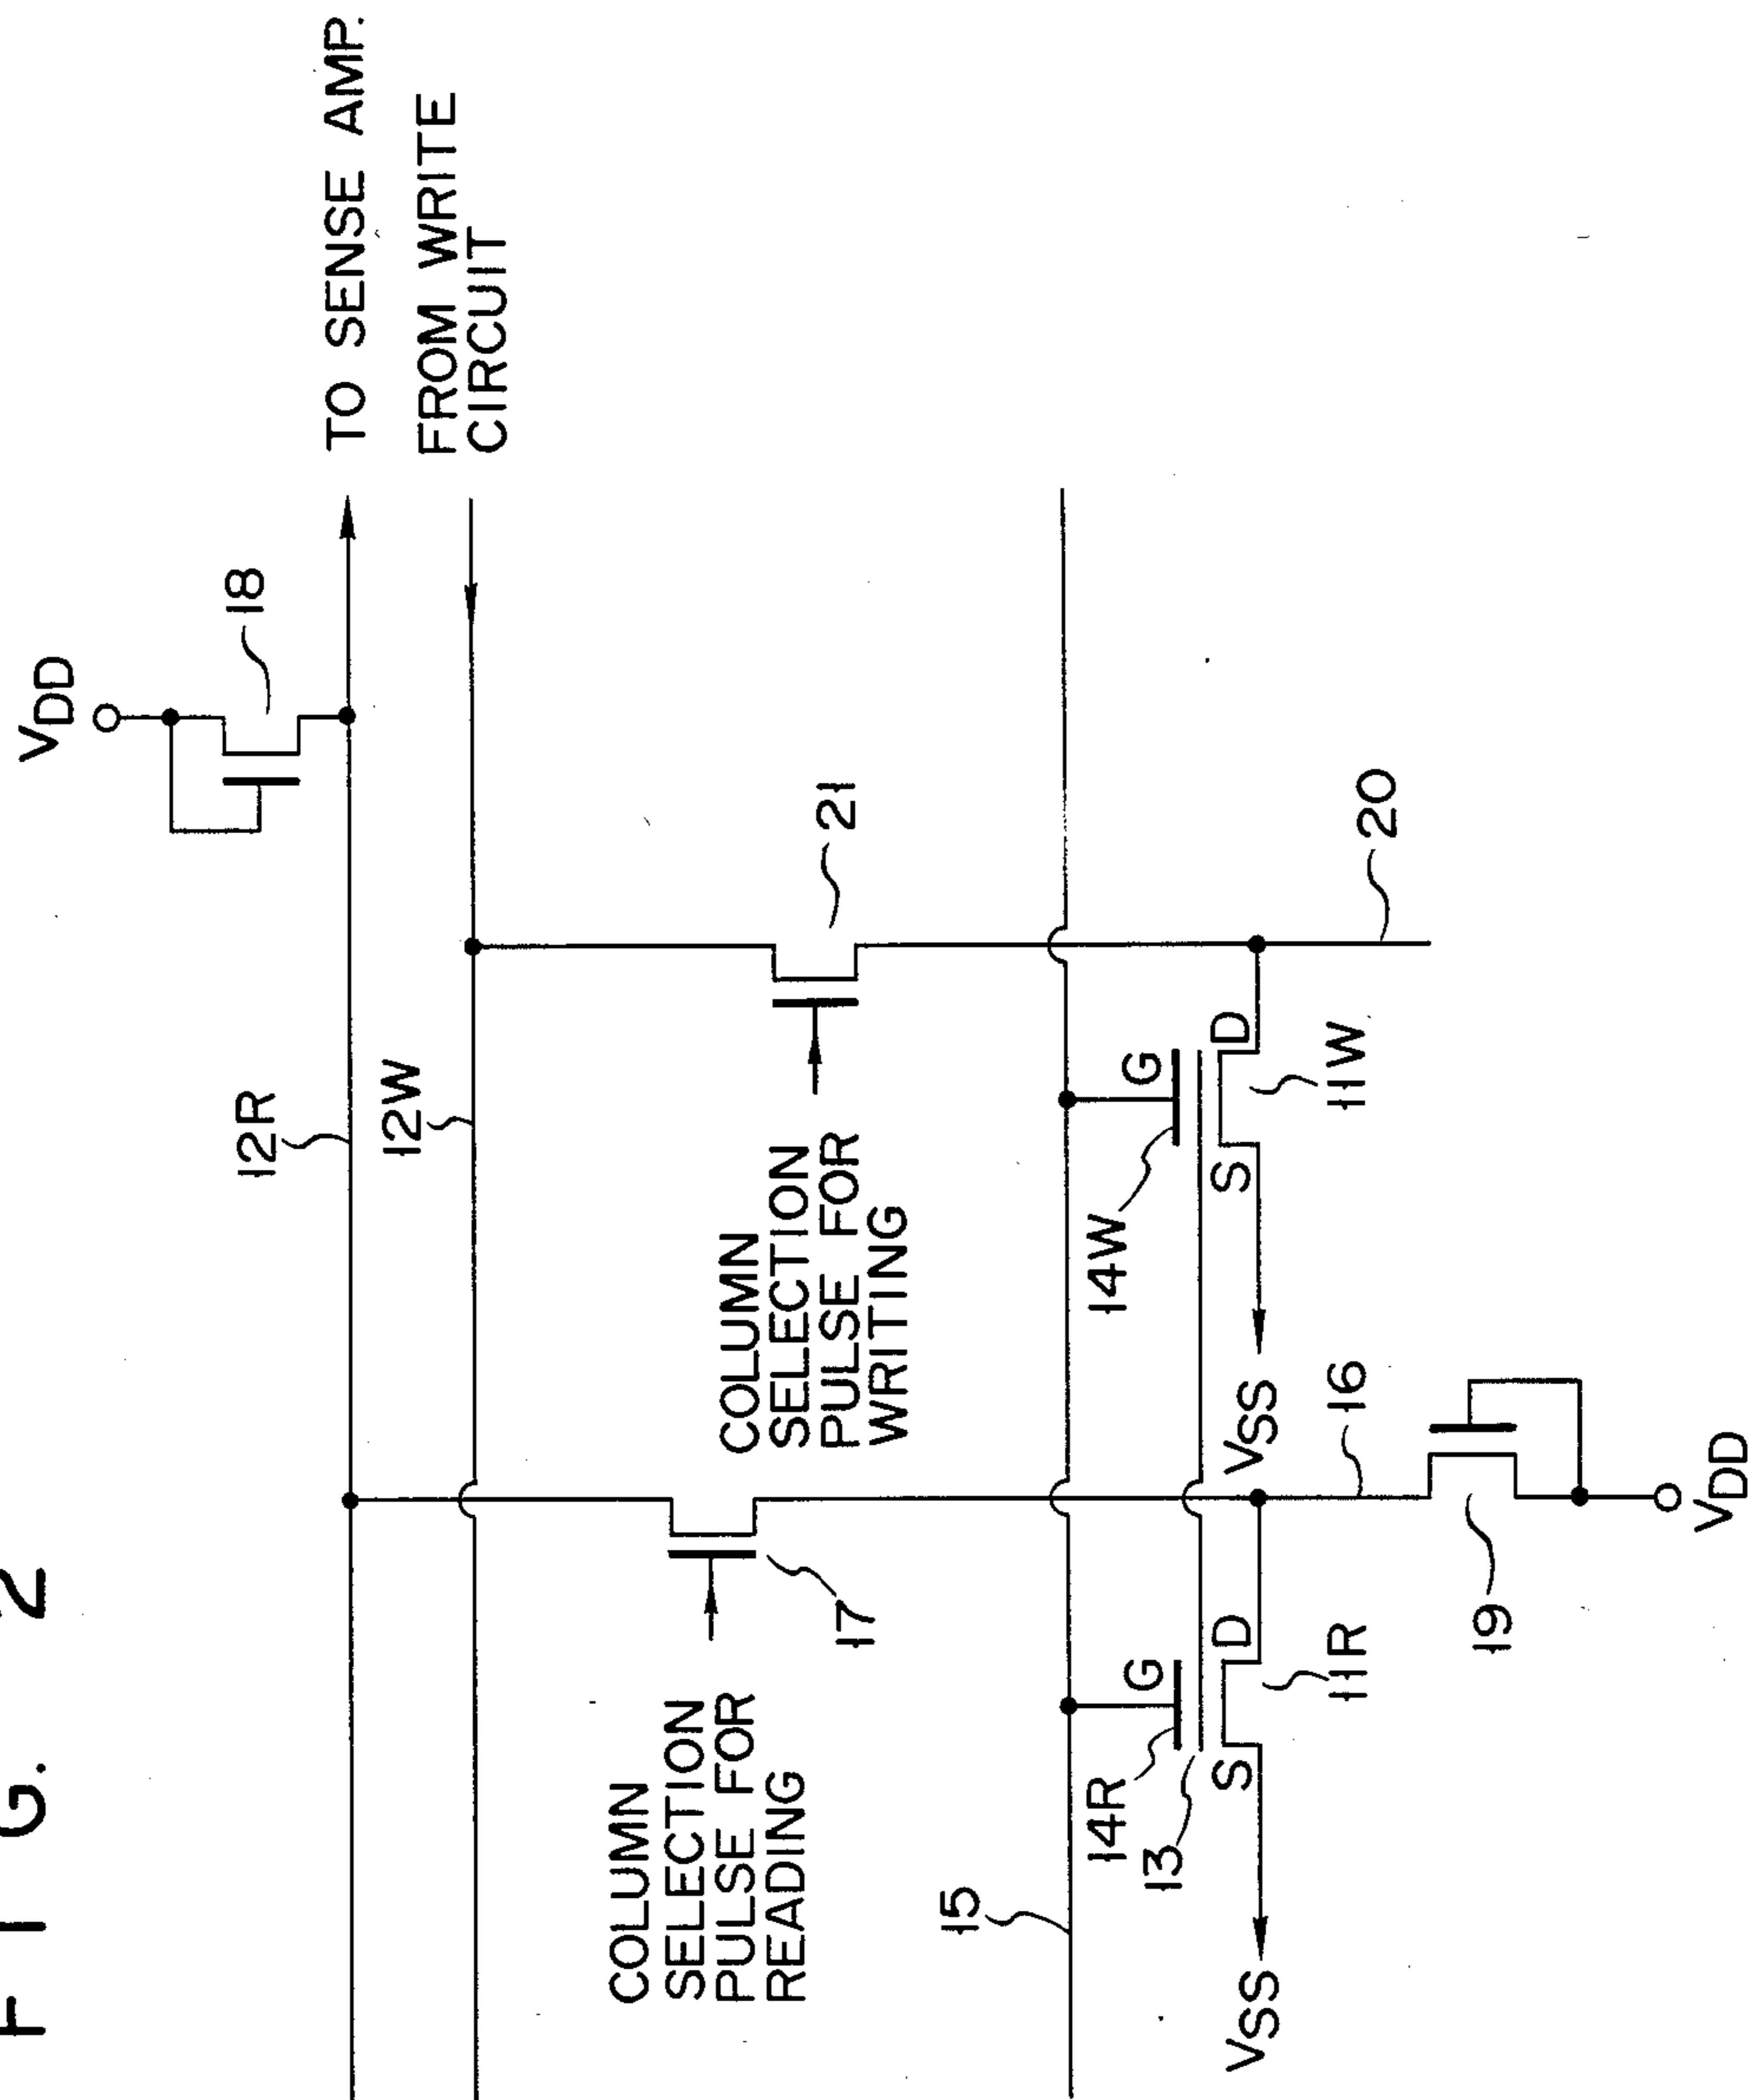 FIG. 2
VDD
18
TO SENSE AMP.
12R
FROM WRITE
CIRCUIT
12W
COLUMN
SELECTION
PULSE FOR
READING
17
COLUMN
SELECTION
PULSE FOR
WRITING
21
15
14R
G
13
S
D
11R
VSS
14W
G
S
D
11W
VSS
16
20
19
VDD